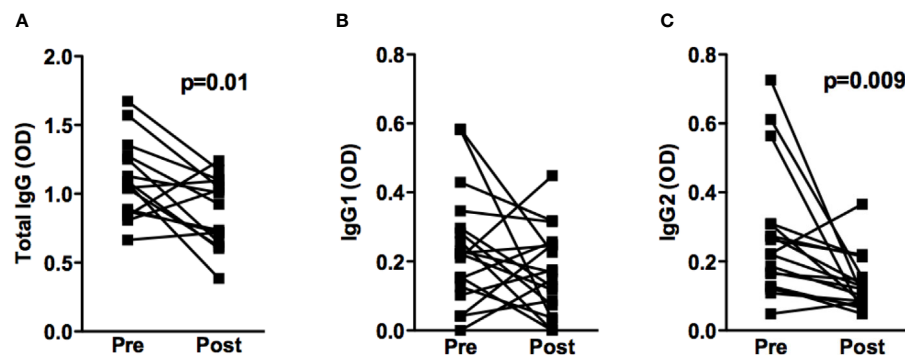 A
Total IgG (OD)
2.0
1.5
1.0
0.5
0.0
p=0.01
Pre Post
B
IgG1 (OD)
0.8
0.6
0.4
0.2
0.0
Pre Post
C
IgG2 (OD)
0.8
0.6
0.4
0.2
0.0
p=0.009
Pre Post